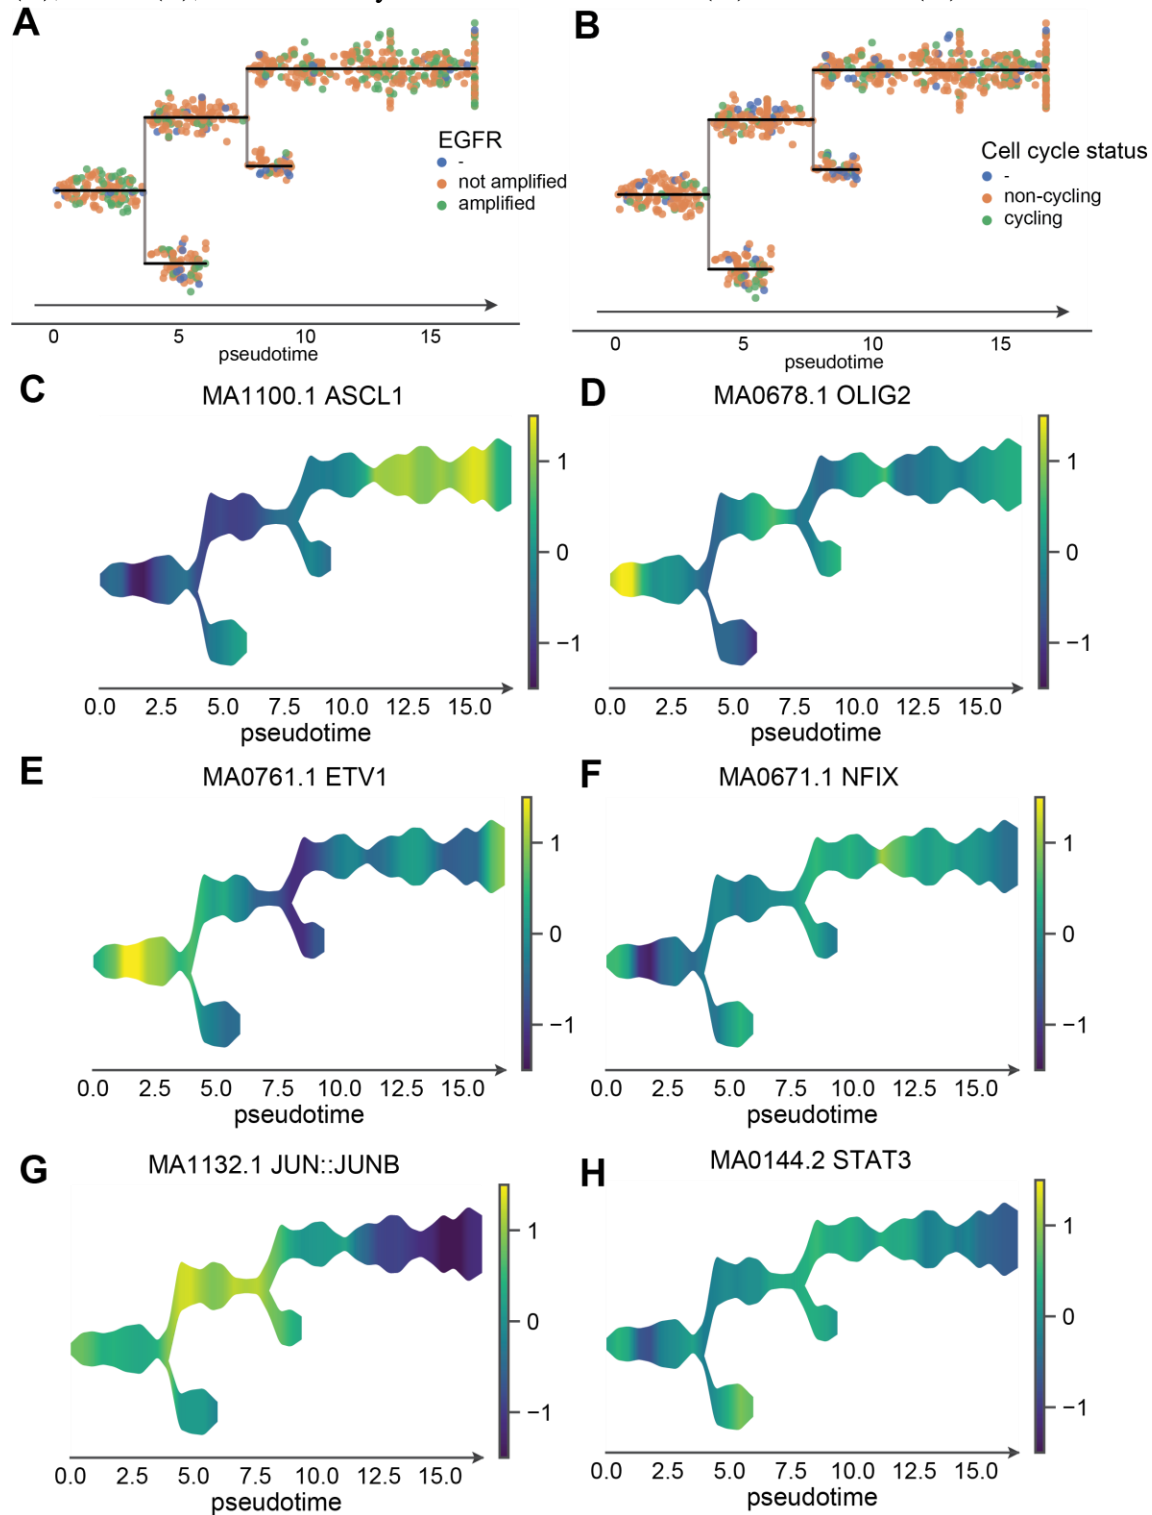 A
B
EGFR
-
not amplified
amplified
Cell cycle status
-
non-cycling
cycling
0 5 10 15
pseudotime
0 5 10 15
pseudotime
C
MA1100.1 ASCL1
1
0
−1
0.0 2.5 5.0 7.5 10.0 12.5 15.0
pseudotime
D
MA0678.1 OLIG2
1
0
−1
0.0 2.5 5.0 7.5 10.0 12.5 15.0
pseudotime
E
MA0761.1 ETV1
1
0
−1
0.0 2.5 5.0 7.5 10.0 12.5 15.0
pseudotime
F
MA0671.1 NFIX
1
0
−1
0.0 2.5 5.0 7.5 10.0 12.5 15.0
pseudotime
G
MA1132.1 JUN::JUNB
1
0
−1
0.0 2.5 5.0 7.5 10.0 12.5 15.0
pseudotime
H
MA0144.2 STAT3
1
0
−1
0.0 2.5 5.0 7.5 10.0 12.5 15.0
pseudotime